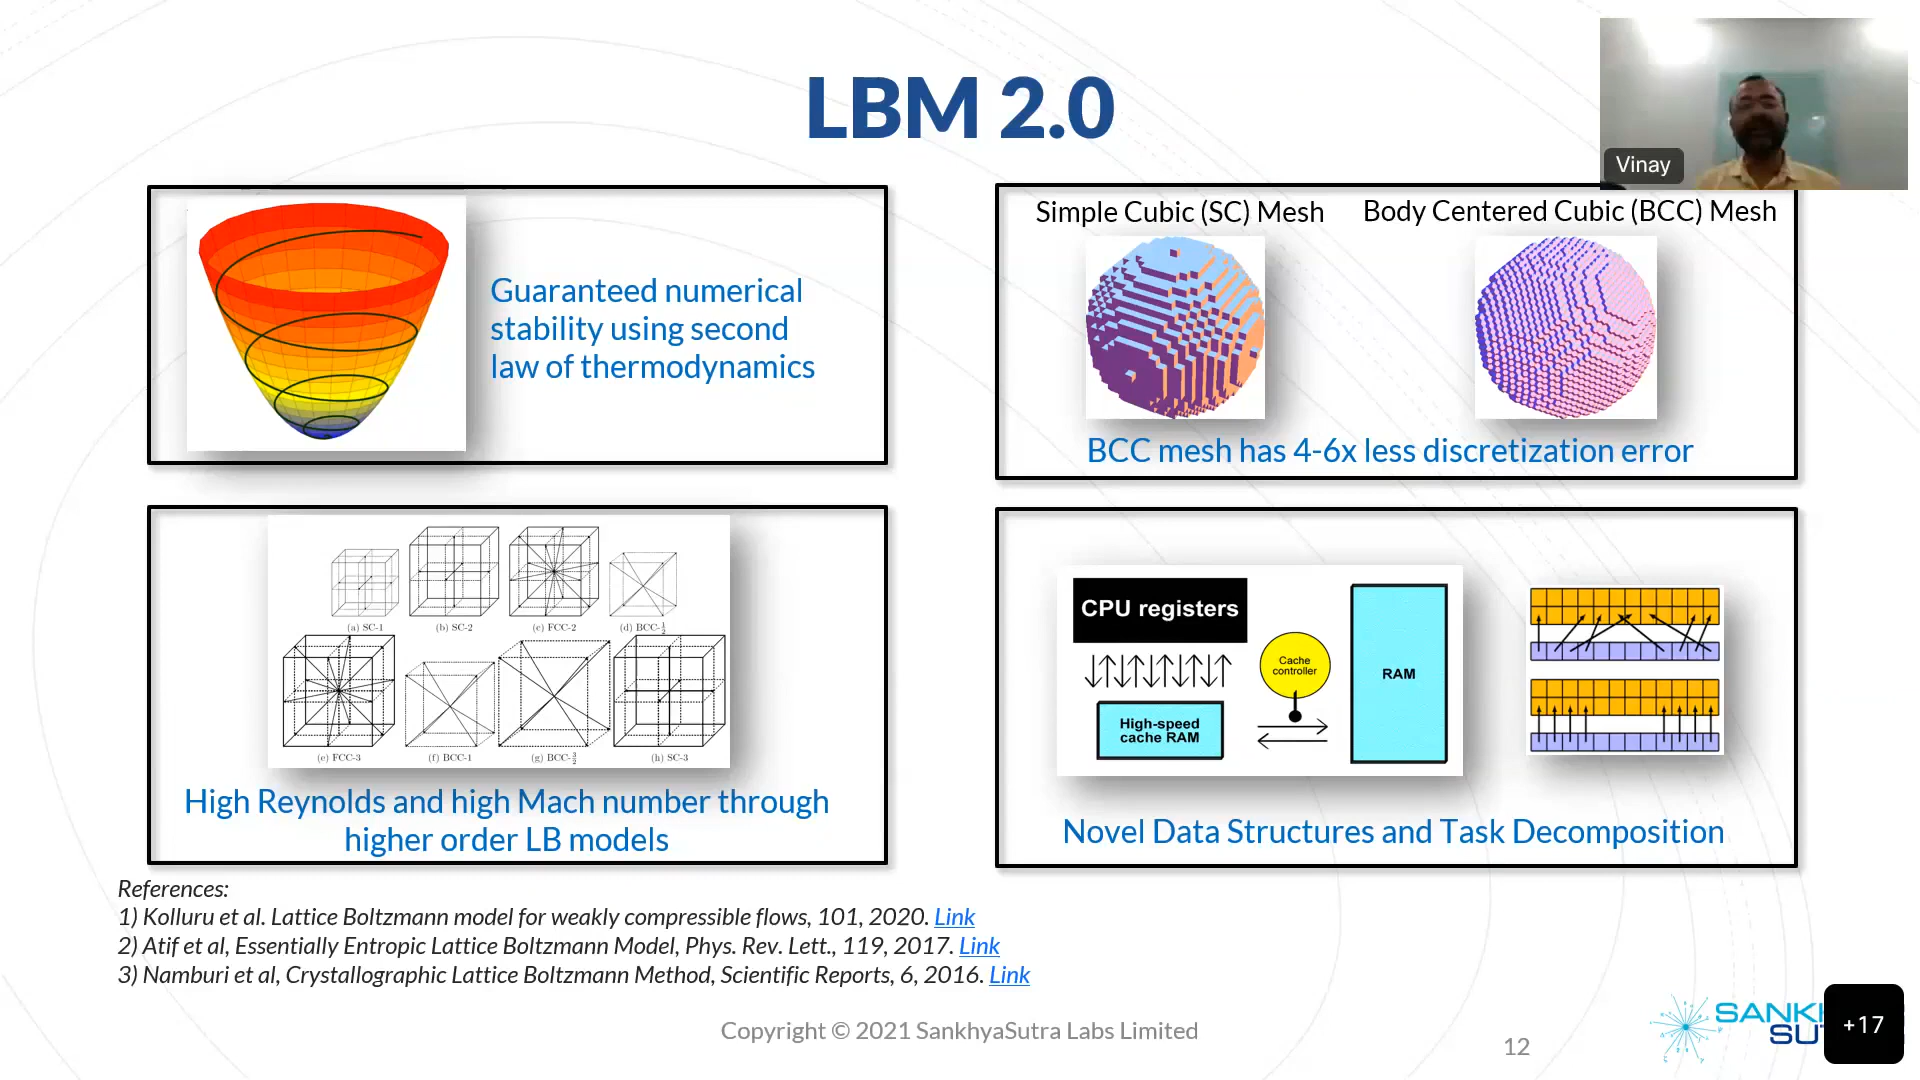 LBM 2.0
Vinay
Guaranteed numerical
stability using second
law of thermodynamics
Simple Cubic (SC) Mesh
Body Centered Cubic (BCC) Mesh
BCC mesh has 4-6x less discretization error
(a) SC-1
(b) SC-2
(c) FCC-2
(d) BCC-1/2
(e) FCC-3
(f) BCC-1
(g) BCC-3/2
(h) SC-3
High Reynolds and high Mach number through
higher order LB models
CPU registers
Cache
controller
RAM
High-speed
cache RAM
Novel Data Structures and Task Decomposition
References:
1) Kolluru et al. Lattice Boltzmann model for weakly compressible flows, 101, 2020. Link
2) Atif et al, Essentially Entropic Lattice Boltzmann Model, Phys. Rev. Lett., 119, 2017. Link
3) Namburi et al, Crystallographic Lattice Boltzmann Method, Scientific Reports, 6, 2016. Link
Copyright © 2021 SankhyaSutra Labs Limited
12
+17